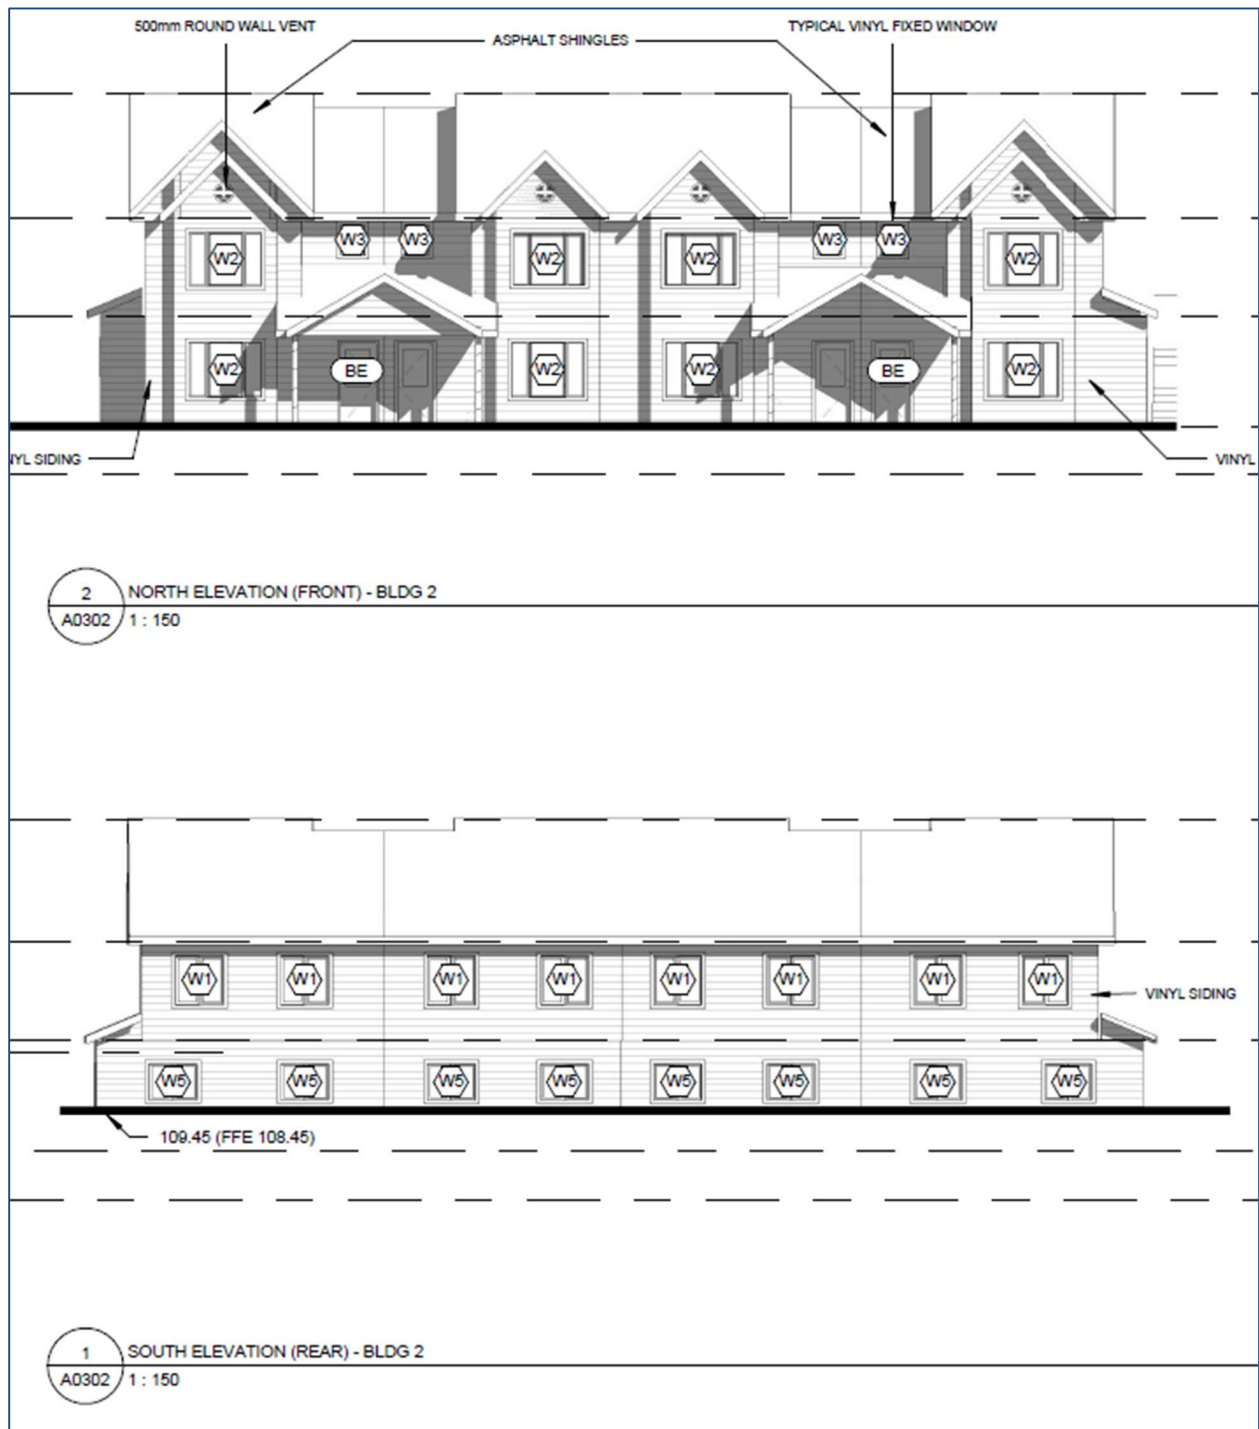 500mm ROUND WALL VENT
ASPHALT SHINGLES
TYPICAL VINYL FIXED WINDOW
W3 W3 W3 W3
W2 W2 W2 W2
W2 BE W2 W2 BE W2
NYL SIDING
VINYL
2 NORTH ELEVATION (FRONT) - BLDG 2
A0302 1 : 150
W1 W1 W1 W1 W1 W1 W1 W1
VINYL SIDING
W5 W5 W5 W5 W5 W5 W5 W5
109.45 (FFE 108.45)
1 SOUTH ELEVATION (REAR) - BLDG 2
A0302 1 : 150